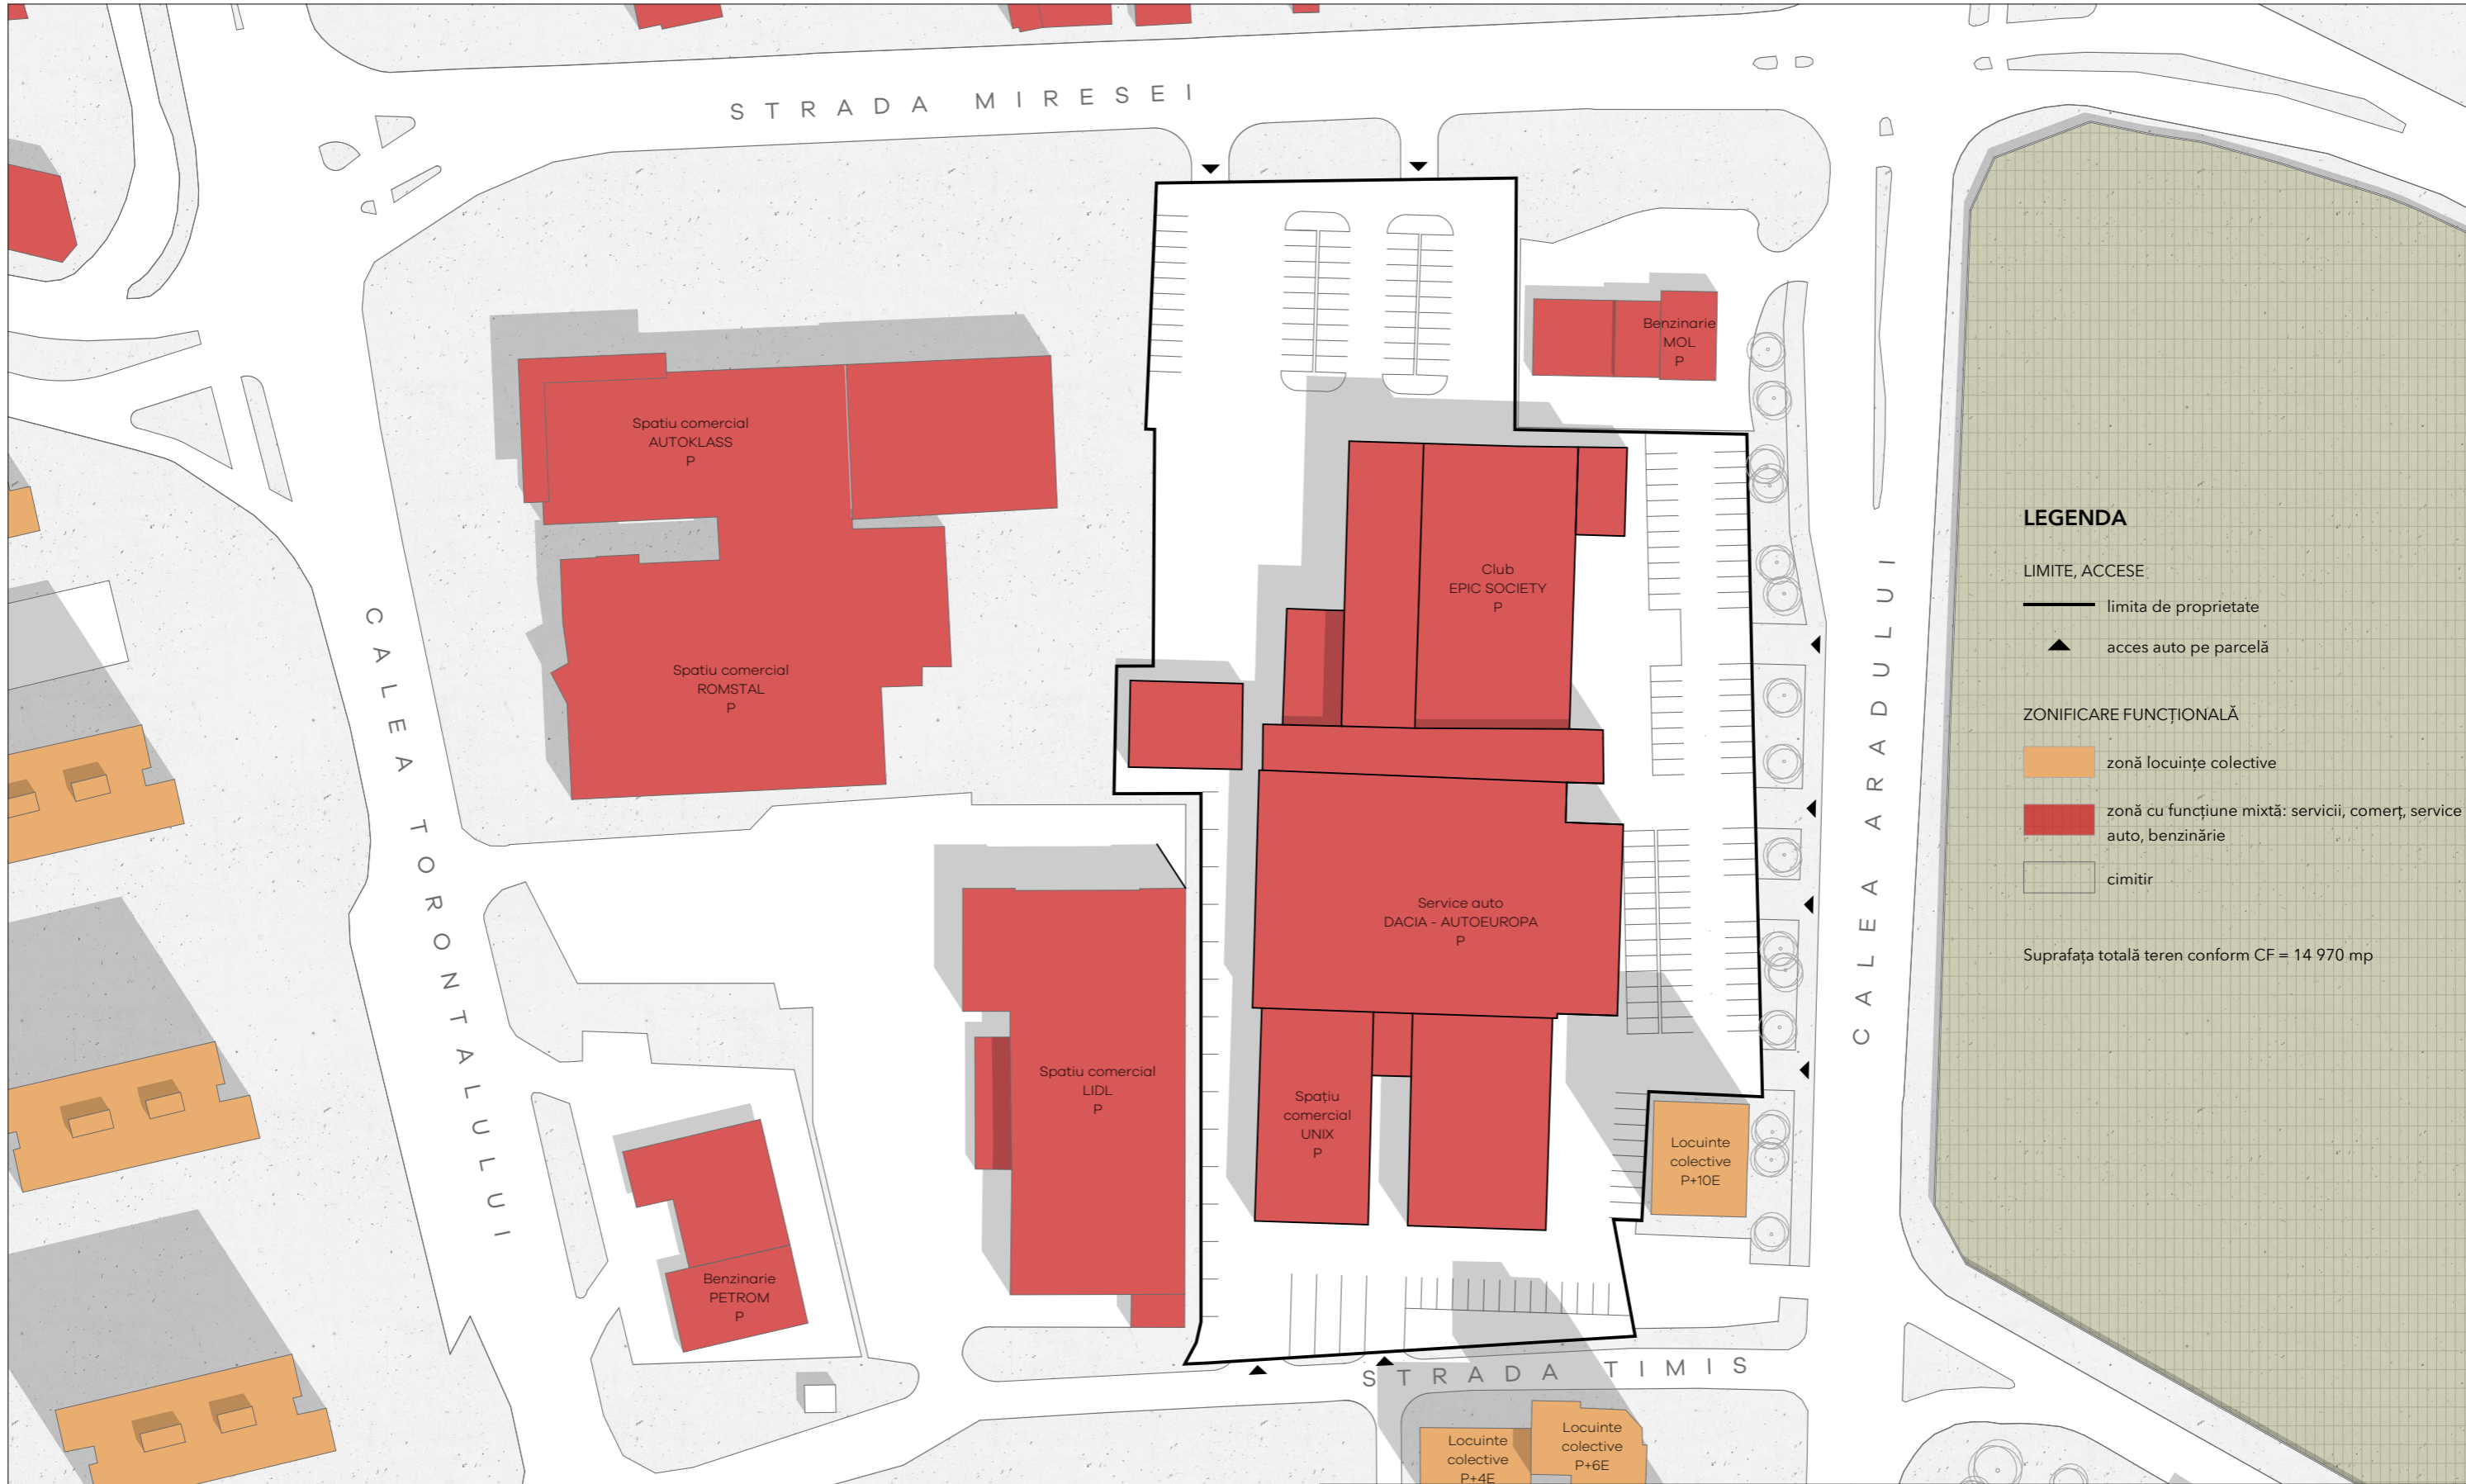 STRADA MIRESEI
Benzinarie
MOL
P
Spatiu comercial
AUTOKLASS
P
Club
EPIC SOCIETY
P
Spatiu comercial
ROMSTAL
P
CALEA TORONTALULUI
CALEA ARADULUI
Service auto
DACIA - AUTOEUROPA
P
Spatiu comercial
LIDL
P
Spațiu
comercial
UNIX
P
Locuinte
colective
P+10E
Benzinarie
PETROM
P
STRADA TIMIS
Locuinte
colective
P+4E
Locuinte
colective
P+6E
LEGENDA
LIMITE, ACCESE
limita de proprietate
acces auto pe parcelă
ZONIFICARE FUNCȚIONALĂ
zonă locuințe colective
zonă cu funcțiune mixtă: servicii, comerț, service
auto, benzinărie
cimitir
Suprafața totală teren conform CF = 14 970 mp